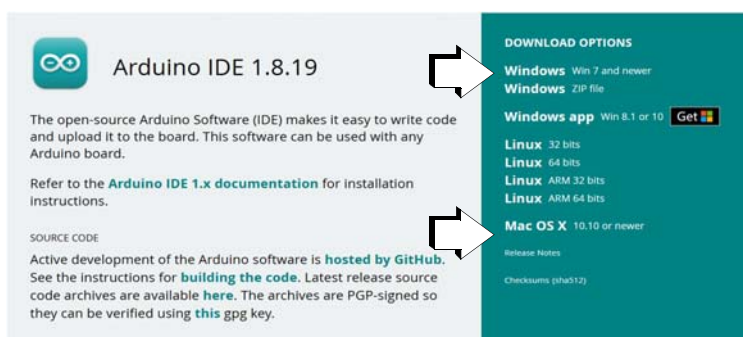 Arduino IDE 1.8.19
The open-source Arduino Software (IDE) makes it easy to write code
and upload it to the board. This software can be used with any
Arduino board.
Refer to the Arduino IDE 1.x documentation for installation
instructions.
SOURCE CODE
Active development of the Arduino software is hosted by GitHub.
See the instructions for building the code. Latest release source
code archives are available here. The archives are PGP-signed so
they can be verified using this gpg key.
DOWNLOAD OPTIONS
Windows Win 7 and newer
Windows ZIP file
Windows app Win 8.1 or 10 Get
Linux 32 bits
Linux 64 bits
Linux ARM 32 bits
Linux ARM 64 bits
Mac OS X 10.10 or newer
Release Notes
Checksums (sha512)